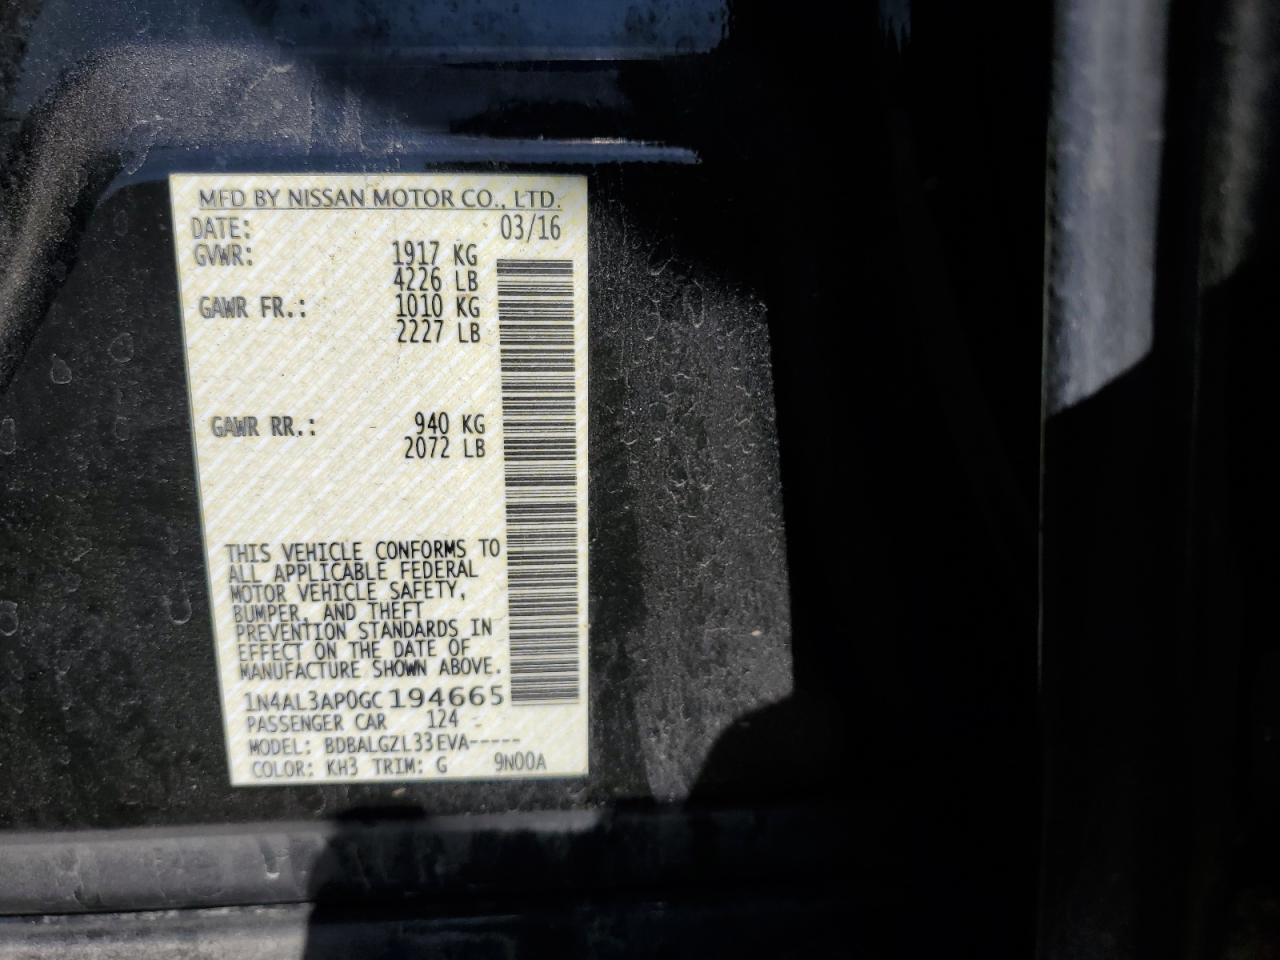 MFD BY NISSAN MOTOR CO., LTD.
DATE: 03/16
GVWR: 1917 KG
4226 LB
GAWR FR.: 1010 KG
2227 LB
GAWR RR.: 940 KG
2072 LB
THIS VEHICLE CONFORMS TO
ALL APPLICABLE FEDERAL
MOTOR VEHICLE SAFETY,
BUMPER, AND THEFT
PREVENTION STANDARDS IN
EFFECT ON THE DATE OF
MANUFACTURE SHOWN ABOVE.
1N4AL3AP0GC194665
PASSENGER CAR 124
MODEL: BDBALGZL33EVA-----
COLOR: KH3 TRIM: G 9N00A